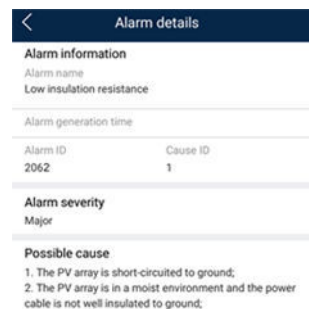 Alarm details
Alarm information
Alarm name
Low insulation resistance
Alarm generation time
Alarm ID Cause ID
2062 1
Alarm severity
Major
Possible cause
1. The PV array is short-circuited to ground;
2. The PV array is in a moist environment and the power
cable is not well insulated to ground;